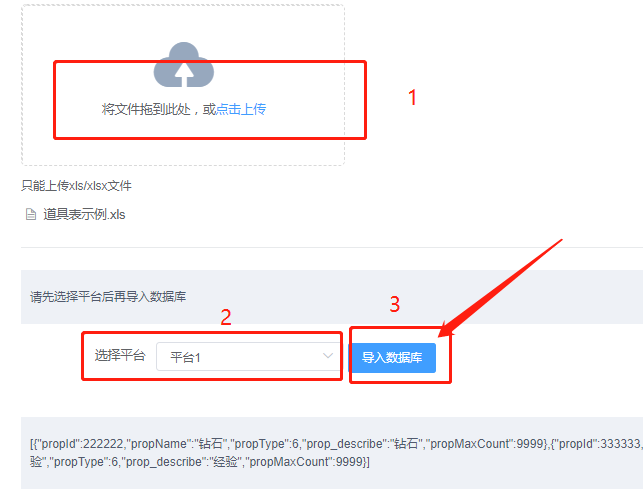 将文件拖到此处，或点击上传
1
只能上传xls/xlsx文件
道具表示例.xls
请先选择平台后再导入数据库
2
3
选择平台
平台1
导入数据库
[{"propId":222222,"propName":"钻石","propType":6,"prop_describe":"钻石","propMaxCount":9999},{"propId":333333,
验","propType":6,"prop_describe":"经验","propMaxCount":9999}]